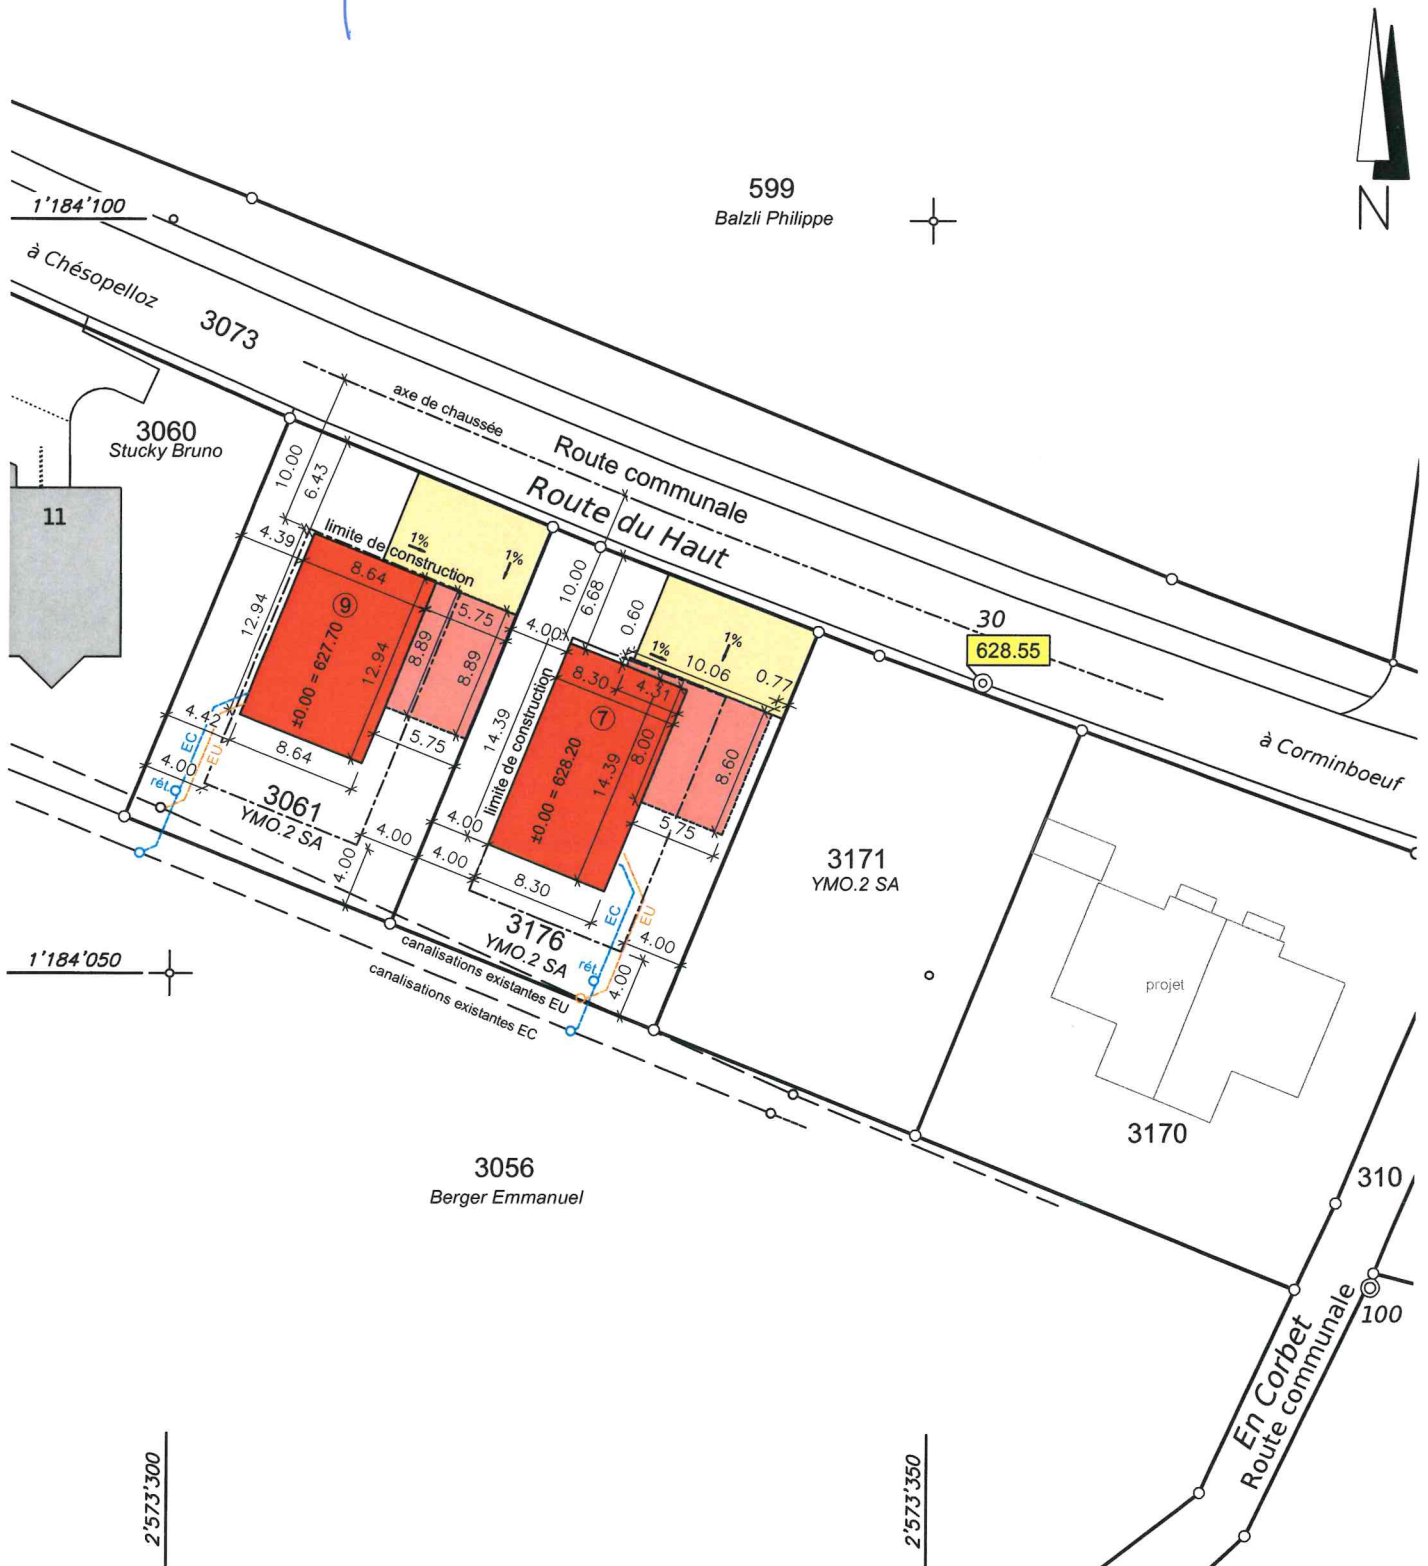 N
599
Balzli Philippe
1'184'100
à Chésopelloz
3073
axe de chaussée
Route communale
Route du Haut
3060
Stucky Bruno
11
10.00
6.43
4.39
limite de construction
1%
1%
8.64
5.75
12.94
9
±0.00 = 627.70
12.94
8.89
8.89
4.42
8.64
5.75
4.00
EC
EU
rét.
3061
YMO.2 SA
4.00
4.00
10.00
6.68
0.60
4.00
1%
1%
10.06
0.77
8.30
4.31
limite de construction
14.39
7
±0.00 = 628.20
14.39
8.00
8.60
5.75
4.00
4.00
8.30
EC
EU
3176
YMO.2 SA
rét.
4.00
4.00
30
628.55
à Corminboeuf
3171
YMO.2 SA
projet
3170
1'184'050
canalisations existantes EU
canalisations existantes EC
3056
Berger Emmanuel
310
100
En Corbet
Route communale
2'573'300
2'573'350